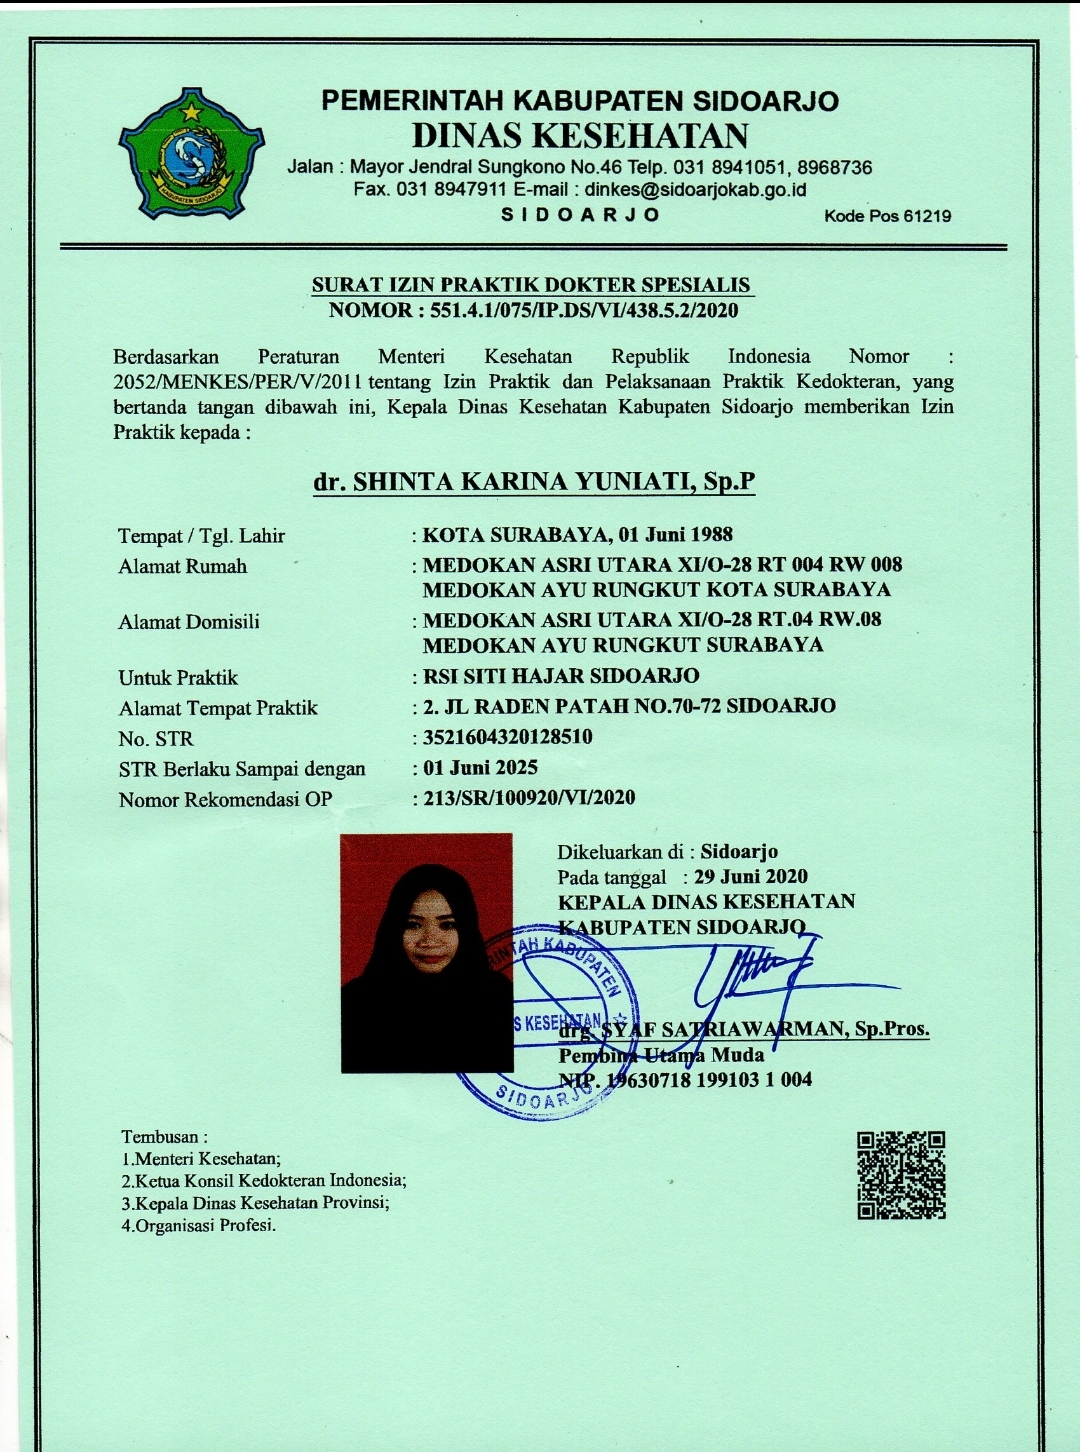 PEMERINTAH KABUPATEN SIDOARJO
DINAS KESEHATAN
Jalan : Mayor Jendral Sungkono No.46 Telp. 031 8941051, 8968736
Fax. 031 8947911 E-mail : dinkes@sidoarjokab.go.id
S I D O A R J O
Kode Pos 61219
KABUPATEN SIDOARJO
SURAT IZIN PRAKTIK DOKTER SPESIALIS
NOMOR : 551.4.1/075/IP.DS/VI/438.5.2/2020
Berdasarkan Peraturan Menteri Kesehatan Republik Indonesia Nomor :
2052/MENKES/PER/V/2011 tentang Izin Praktik dan Pelaksanaan Praktik Kedokteran, yang
bertanda tangan dibawah ini, Kepala Dinas Kesehatan Kabupaten Sidoarjo memberikan Izin
Praktik kepada :
dr. SHINTA KARINA YUNIATI, Sp.P
Tempat / Tgl. Lahir : KOTA SURABAYA, 01 Juni 1988
Alamat Rumah : MEDOKAN ASRI UTARA XI/O-28 RT 004 RW 008
MEDOKAN AYU RUNGKUT KOTA SURABAYA
Alamat Domisili : MEDOKAN ASRI UTARA XI/O-28 RT.04 RW.08
MEDOKAN AYU RUNGKUT SURABAYA
Untuk Praktik : RSI SITI HAJAR SIDOARJO
Alamat Tempat Praktik : 2. JL RADEN PATAH NO.70-72 SIDOARJO
No. STR : 3521604320128510
STR Berlaku Sampai dengan : 01 Juni 2025
Nomor Rekomendasi OP : 213/SR/100920/VI/2020
Dikeluarkan di : Sidoarjo
Pada tanggal : 29 Juni 2020
KEPALA DINAS KESEHATAN
KABUPATEN SIDOARJO
INTAH KABUPATEN
S KESEHATAN
SIDOARJO
drg. SYAF SATRIAWARMAN, Sp.Pros.
Pembina Utama Muda
NIP. 19630718 199103 1 004
Tembusan :
1.Menteri Kesehatan;
2.Ketua Konsil Kedokteran Indonesia;
3.Kepala Dinas Kesehatan Provinsi;
4.Organisasi Profesi.